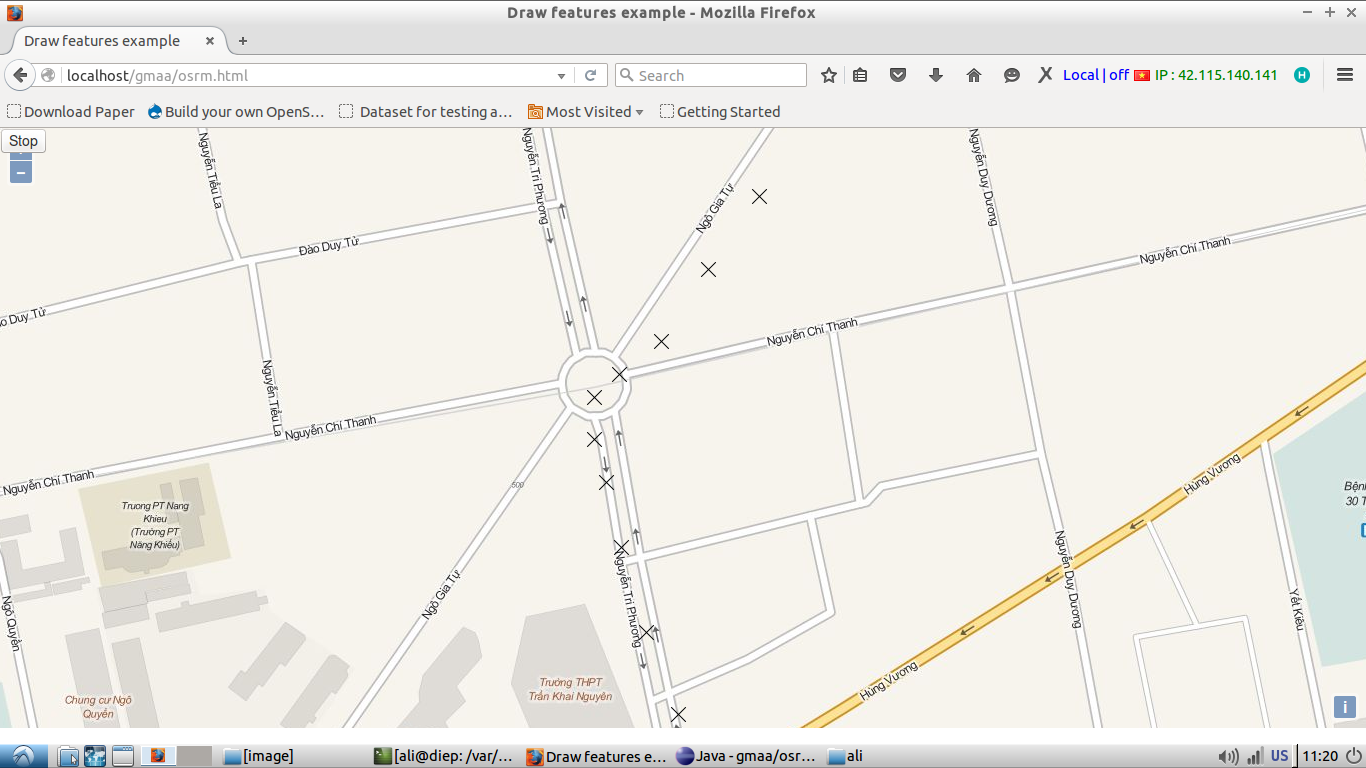 Draw features example - Mozilla Firefox
Draw features example
localhost/gmaa/osrm.html
Search
Local | off
IP : 42.115.140.141
H
Download Paper
Build your own OpenS...
Dataset for testing a...
Most Visited
Getting Started
Stop
Nguyễn Tiểu La
Nguyễn Tri Phương
Ngô Gia Tự
Nguyễn Duy Dương
Đào Duy Từ
Nguyễn Chí Thanh
o Duy Từ
Nguyễn Chí Thanh
Nguyễn Tiểu La
Nguyễn Chí Thanh
Nguyễn Chí Thanh
500
Hùng Vương
Bệnh
30 T
Truong PT Nang
Khieu
(Trường PT
Năng Khiếu)
Nguyễn Tri Phương
Nguyễn Duy Dương
Ngô Gia Tự
Ngô Quyền
Yết Kiêu
Hùng Vương
Trường THPT
Trần Khai Nguyên
Chung cư Ngô
Quyền
i
[image]
[ali@diep: /var/...
Draw features e...
Java - gmaa/osr...
ali
US
11:20